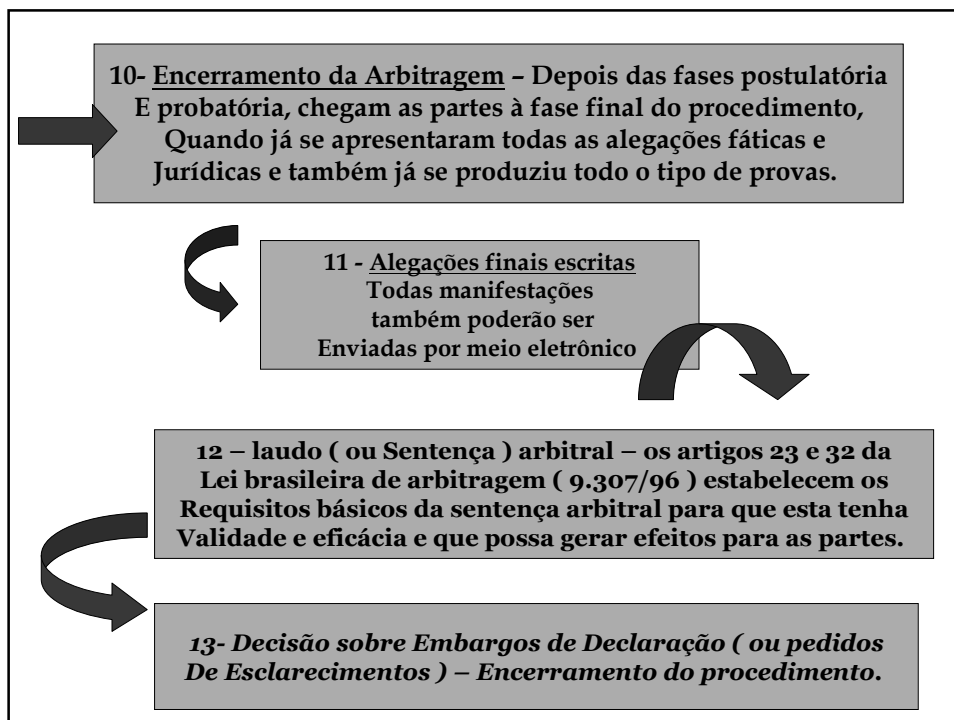 10- Encerramento da Arbitragem – Depois das fases postulatória
E probatória, chegam as partes à fase final do procedimento,
Quando já se apresentaram todas as alegações fáticas e
Jurídicas e também já se produziu todo o tipo de provas.
11 - Alegações finais escritas
Todas manifestações
também poderão ser
Enviadas por meio eletrônico
12 – laudo ( ou Sentença ) arbitral – os artigos 23 e 32 da
Lei brasileira de arbitragem ( 9.307/96 ) estabelecem os
Requisitos básicos da sentença arbitral para que esta tenha
Validade e eficácia e que possa gerar efeitos para as partes.
13- Decisão sobre Embargos de Declaração ( ou pedidos
De Esclarecimentos ) – Encerramento do procedimento.